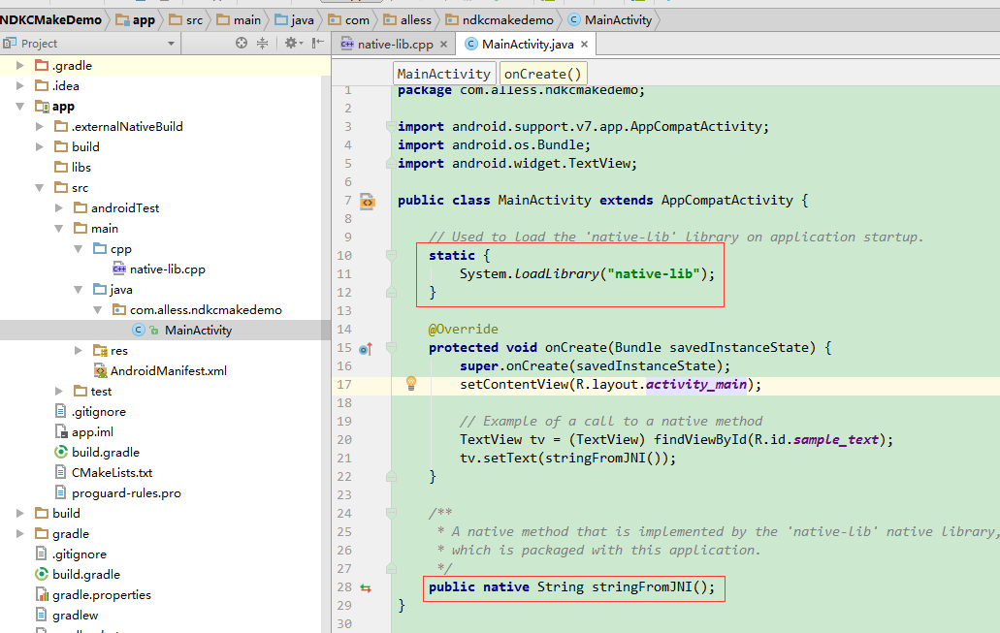 NDKCMakeDemo app src main java com alless ndkcmakedemo MainActivity
Project
native-lib.cpp
MainActivity.java
.gradle
.idea
app
.externalNativeBuild
build
libs
src
androidTest
main
cpp
native-lib.cpp
java
com.alless.ndkcmakedemo
MainActivity
res
AndroidManifest.xml
test
.gitignore
app.iml
build.gradle
CMakeLists.txt
proguard-rules.pro
build
gradle
.gitignore
build.gradle
gradle.properties
gradlew
MainActivity onCreate()
1 package com.alless.ndkcmakedemo;
2
3 import android.support.v7.app.AppCompatActivity;
4 import android.os.Bundle;
5 import android.widget.TextView;
6
7 public class MainActivity extends AppCompatActivity {
8
9 // Used to load the 'native-lib' library on application startup.
10 static {
11 System.loadLibrary("native-lib");
12 }
13
14 @Override
15 protected void onCreate(Bundle savedInstanceState) {
16 super.onCreate(savedInstanceState);
17 setContentView(R.layout.activity_main);
18
19 // Example of a call to a native method
20 TextView tv = (TextView) findViewById(R.id.sample_text);
21 tv.setText(stringFromJNI());
22 }
23
24 /**
25 * A native method that is implemented by the 'native-lib' native library,
26 * which is packaged with this application.
27 */
28 public native String stringFromJNI();
29 }
30